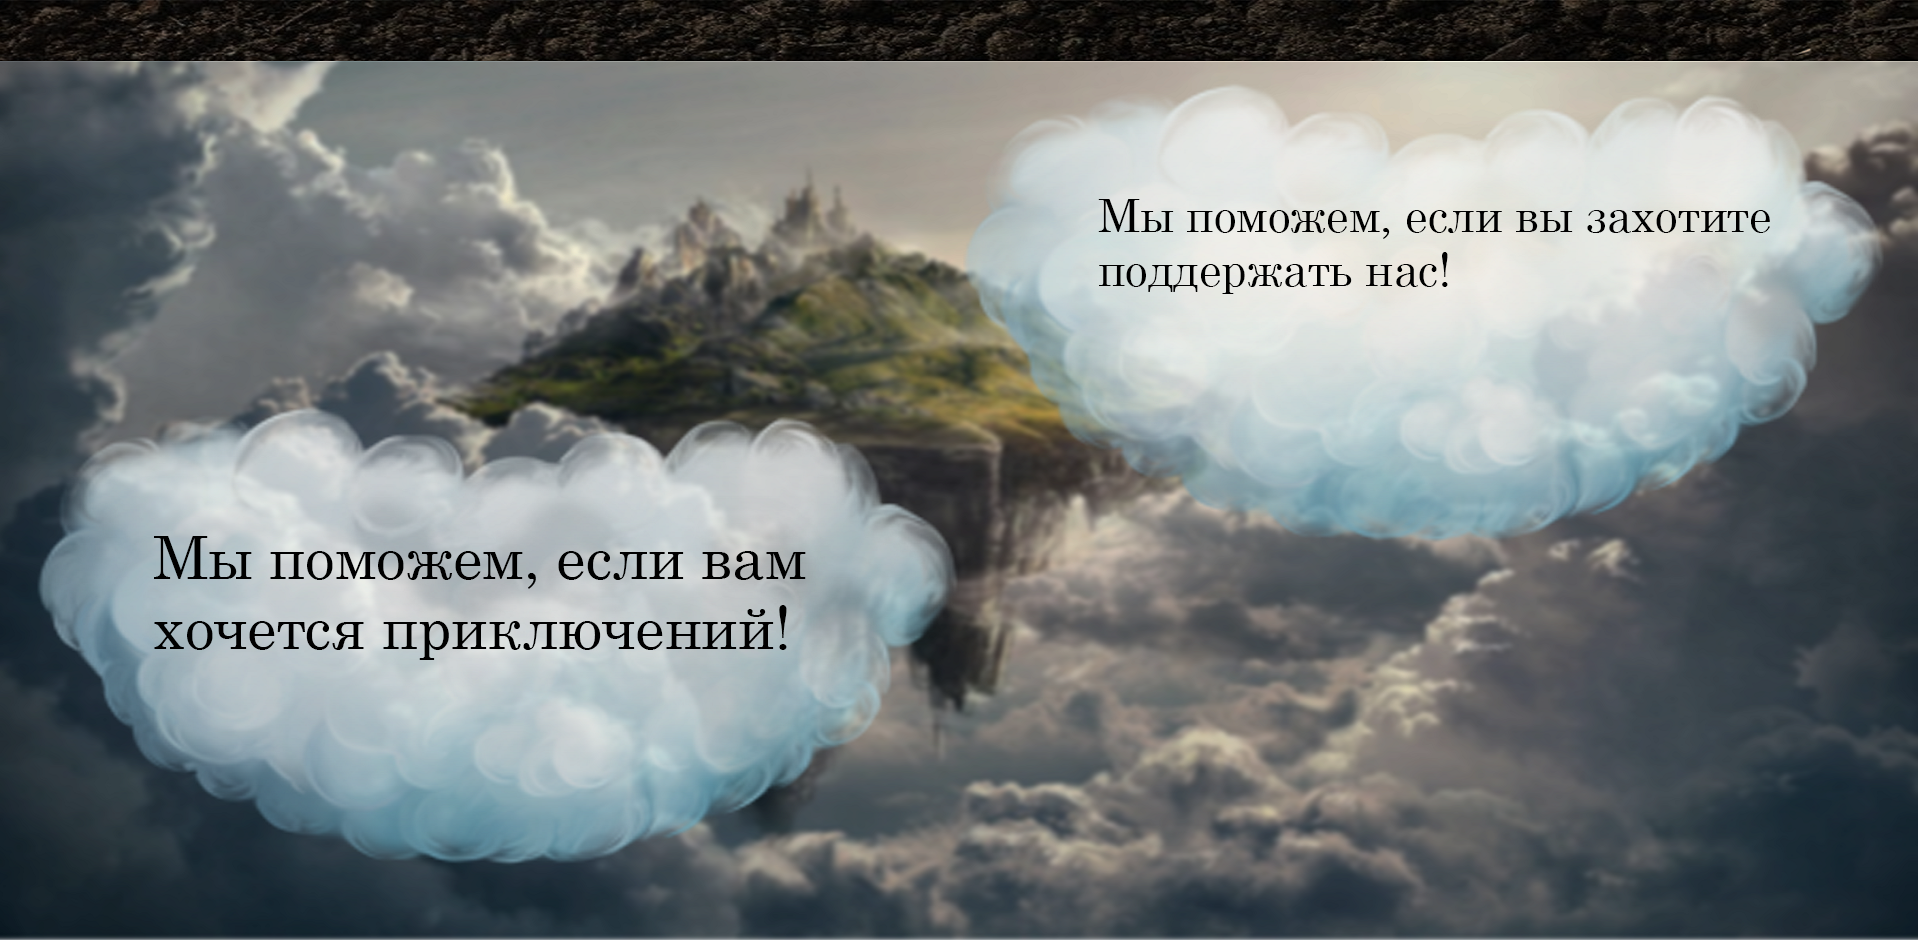 Мы поможем, если вы захотите
поддержать нас!
Мы поможем, если вам
хочется приключений!